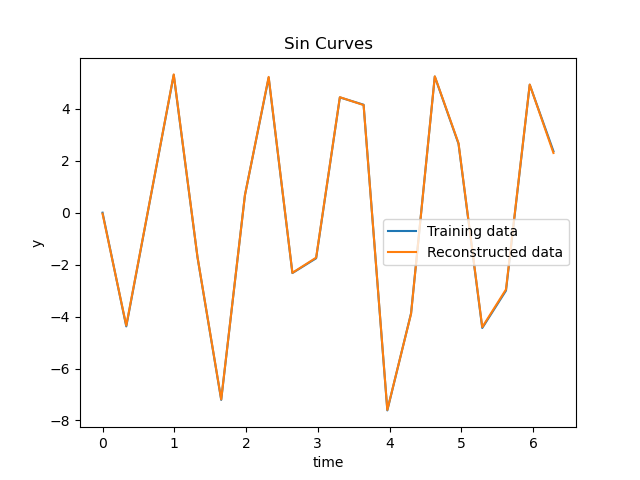 Sin Curves
y
4
2
0
−2
−4
−6
−8
Training data
Reconstructed data
0 1 2 3 4 5 6
time